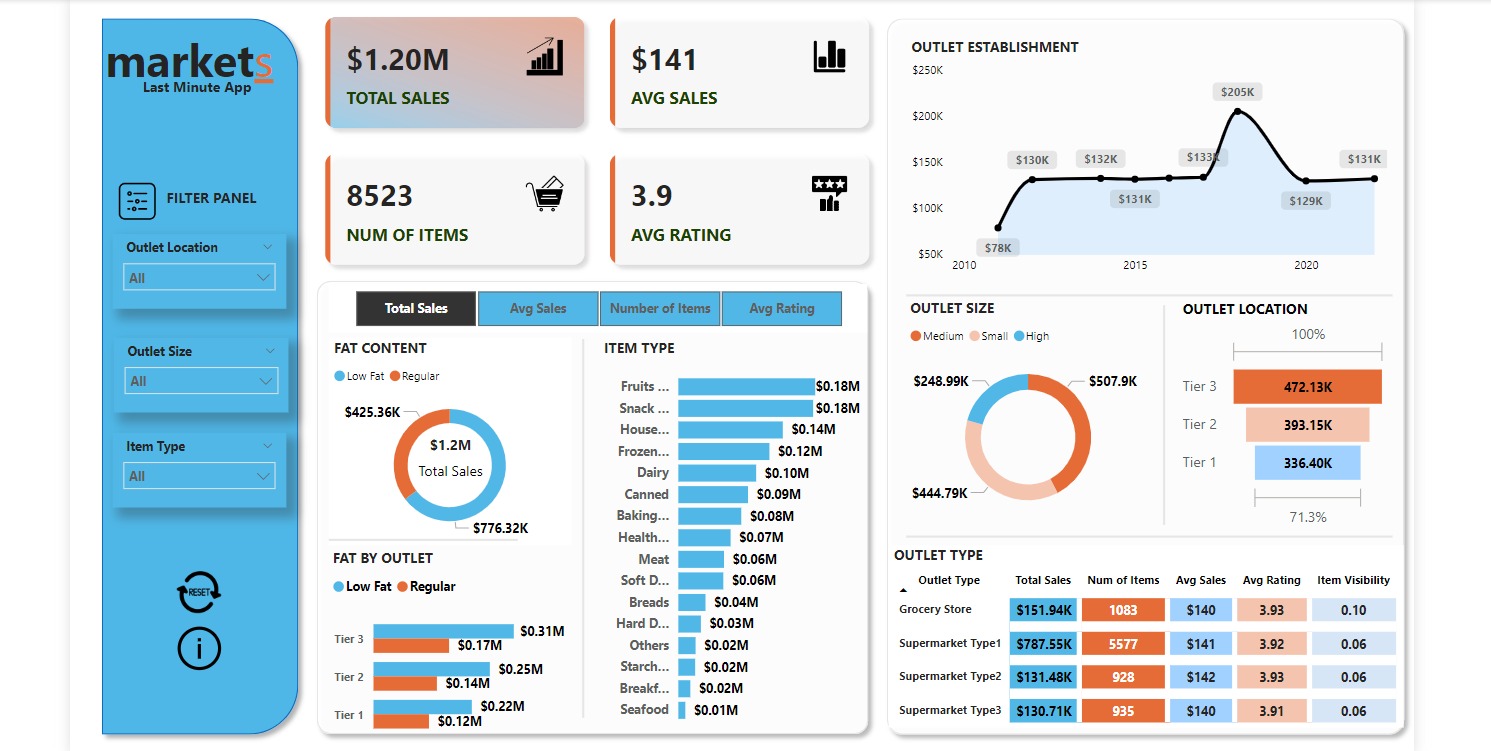 markets
Last Minute App
FILTER PANEL
Outlet Location
All
Outlet Size
All
Item Type
All
RESET
i
$1.20M
TOTAL SALES
$141
AVG SALES
8523
NUM OF ITEMS
3.9
AVG RATING
Total Sales
Avg Sales
Number of Items
Avg Rating
FAT CONTENT
Low Fat
Regular
$425.36K
$1.2M
Total Sales
$776.32K
FAT BY OUTLET
Low Fat
Regular
Tier 3
$0.31M
$0.17M
Tier 2
$0.25M
$0.14M
Tier 1
$0.22M
$0.12M
ITEM TYPE
Fruits ... $0.18M
Snack ... $0.18M
House... $0.14M
Frozen... $0.12M
Dairy $0.10M
Canned $0.09M
Baking... $0.08M
Health... $0.07M
Meat $0.06M
Soft D... $0.06M
Breads $0.04M
Hard D... $0.03M
Others $0.02M
Starch... $0.02M
Breakf... $0.02M
Seafood $0.01M
OUTLET ESTABLISHMENT
$250K
$200K
$150K
$100K
$50K
$78K
$130K
$132K
$131K
$133K
$205K
$129K
$131K
2010 2015 2020
OUTLET SIZE
Medium Small High
$248.99K
$507.9K
$444.79K
OUTLET LOCATION
100%
Tier 3 472.13K
Tier 2 393.15K
Tier 1 336.40K
71.3%
OUTLET TYPE
Outlet Type Total Sales Num of Items Avg Sales Avg Rating Item Visibility
Grocery Store $151.94K 1083 $140 3.93 0.10
Supermarket Type1 $787.55K 5577 $141 3.92 0.06
Supermarket Type2 $131.48K 928 $142 3.93 0.06
Supermarket Type3 $130.71K 935 $140 3.91 0.06